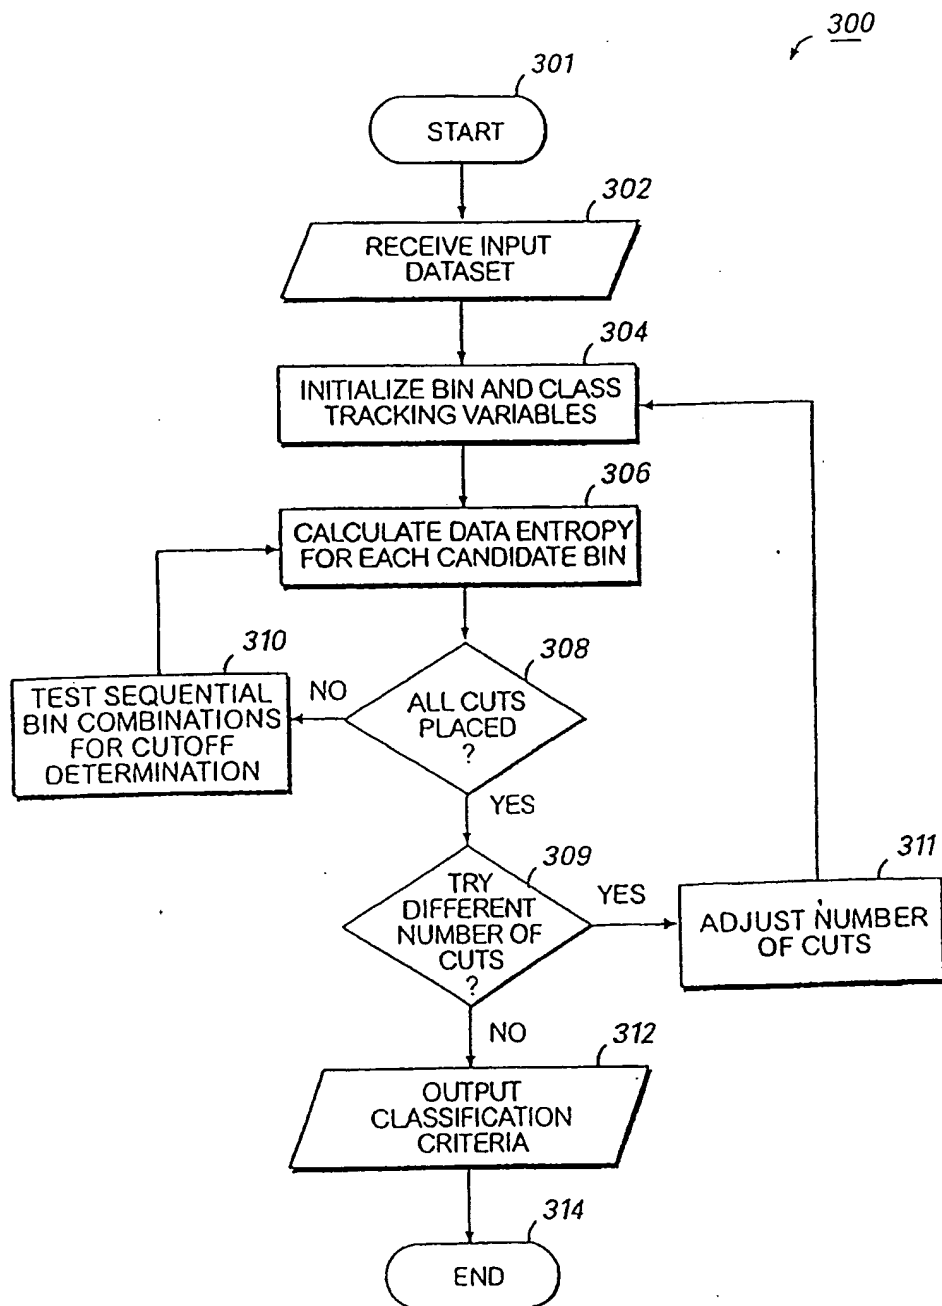 300
301
START
302
RECEIVE INPUT
DATASET
304
INITIALIZE BIN AND CLASS
TRACKING VARIABLES
306
CALCULATE DATA ENTROPY
FOR EACH CANDIDATE BIN
310
TEST SEQUENTIAL
BIN COMBINATIONS
FOR CUTOFF
DETERMINATION
NO
308
ALL CUTS
PLACED
?
YES
309
TRY
DIFFERENT
NUMBER OF
CUTS
?
YES
311
ADJUST NUMBER
OF CUTS
NO
312
OUTPUT
CLASSIFICATION
CRITERIA
314
END